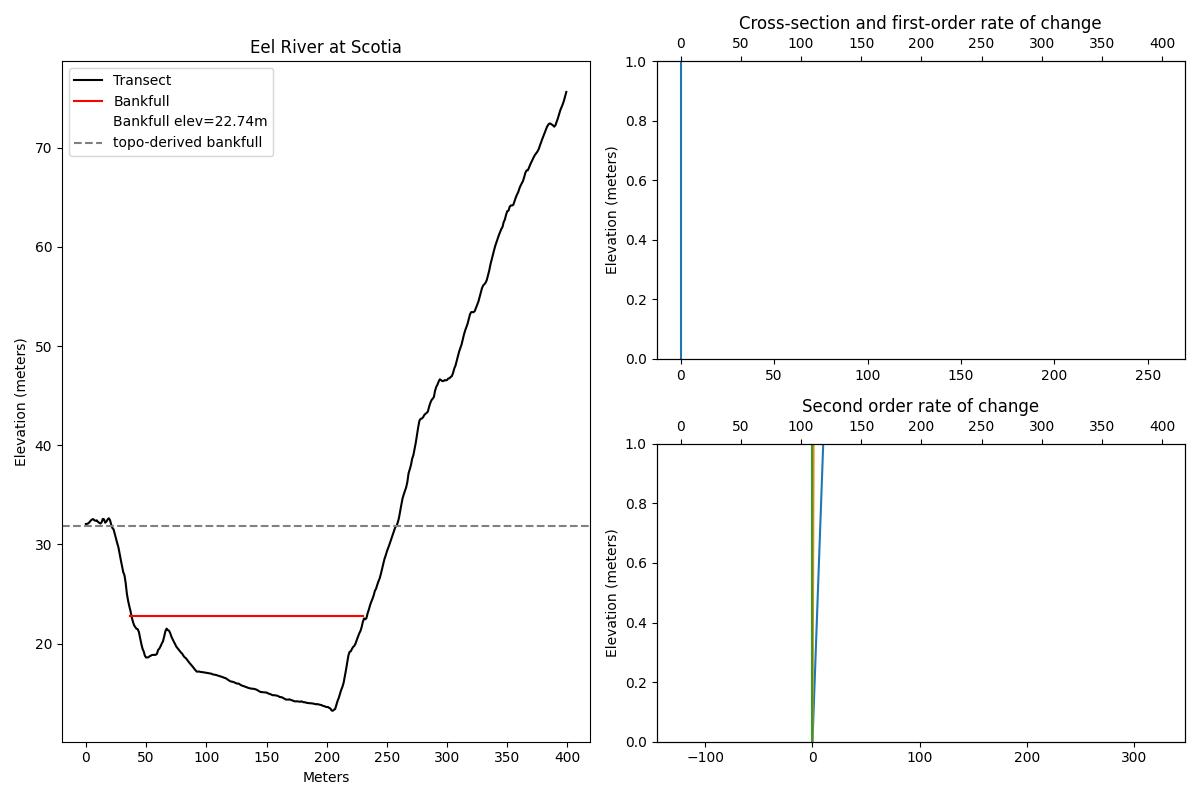 Eel River at Scotia
Transect
Bankfull
Bankfull elev=22.74m
topo-derived bankfull
Elevation (meters)
70
60
50
40
30
20
0 50 100 150 200 250 300 350 400
Meters
Cross-section and first-order rate of change
0 50 100 150 200 250 300 350 400
Elevation (meters)
1.0
0.8
0.6
0.4
0.2
0.0
0 50 100 150 200 250
Second order rate of change
0 50 100 150 200 250 300 350 400
Elevation (meters)
1.0
0.8
0.6
0.4
0.2
0.0
−100 0 100 200 300